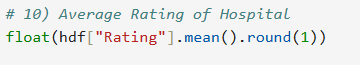 # 10) Average Rating of Hospital
float(hdf["Rating"].mean().round(1))